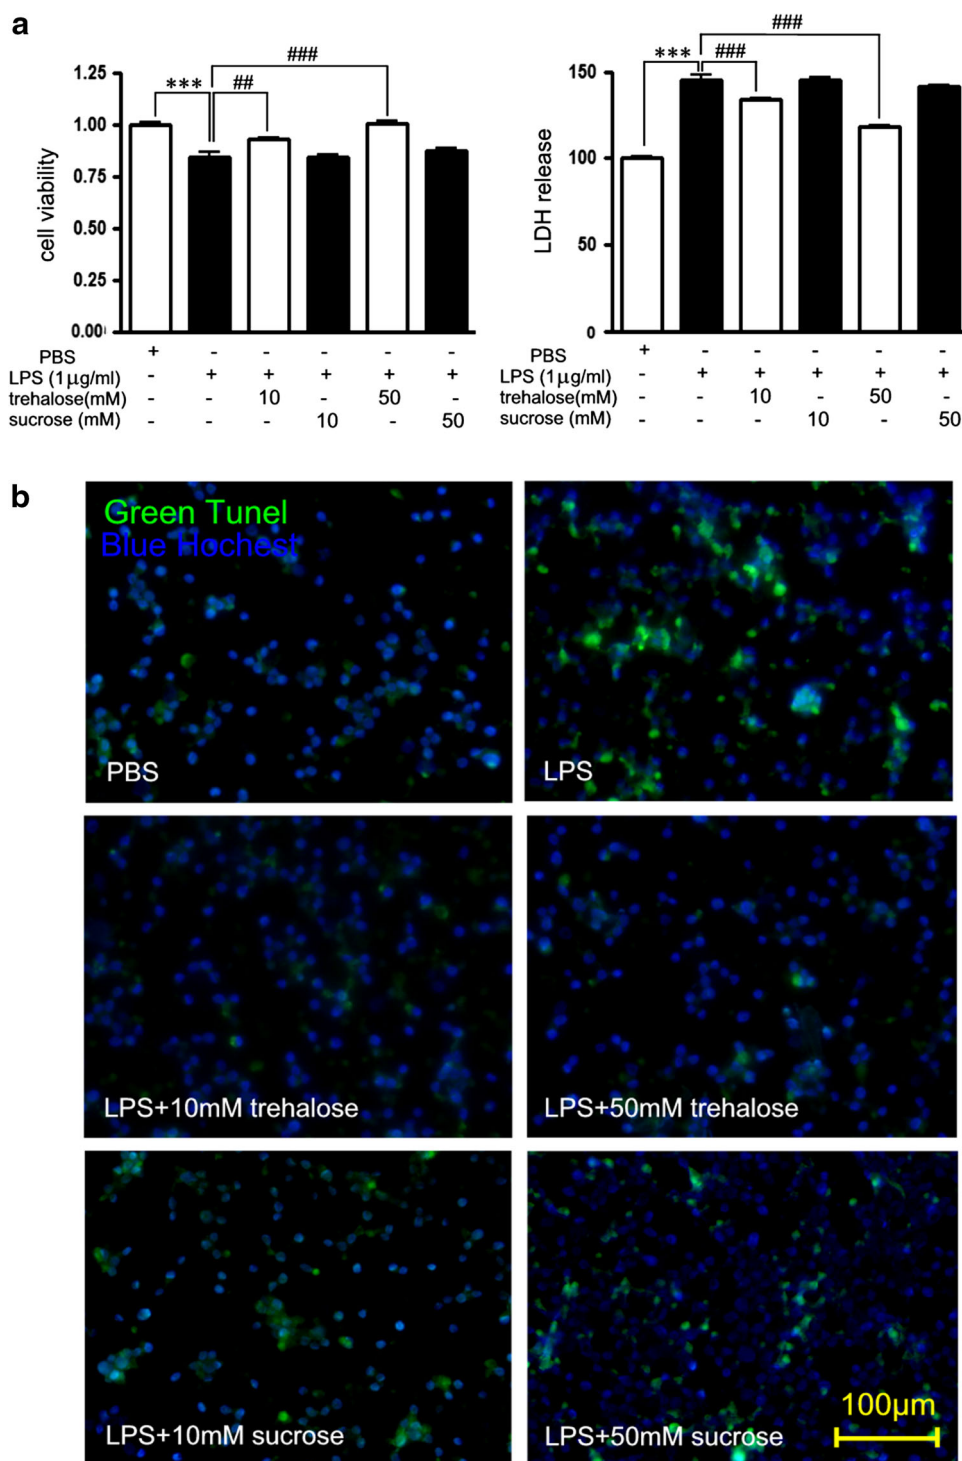 a
***
##
###
cell viability
1.25
1.00
0.75
0.50
0.25
0.00
PBS + - - - - -
LPS (1µg/ml) - + + + + +
trehalose(mM) - - 10 - 50 -
sucrose (mM) - - - 10 - 50
***
###
###
LDH release
150
100
50
0
PBS + - - - - -
LPS (1µg/ml) - + + + + +
trehalose(mM) - - 10 - 50 -
sucrose (mM) - - - 10 - 50
b
Green Tunel
Blue Hochest
PBS
LPS
LPS+10mM trehalose
LPS+50mM trehalose
LPS+10mM sucrose
LPS+50mM sucrose
100µm